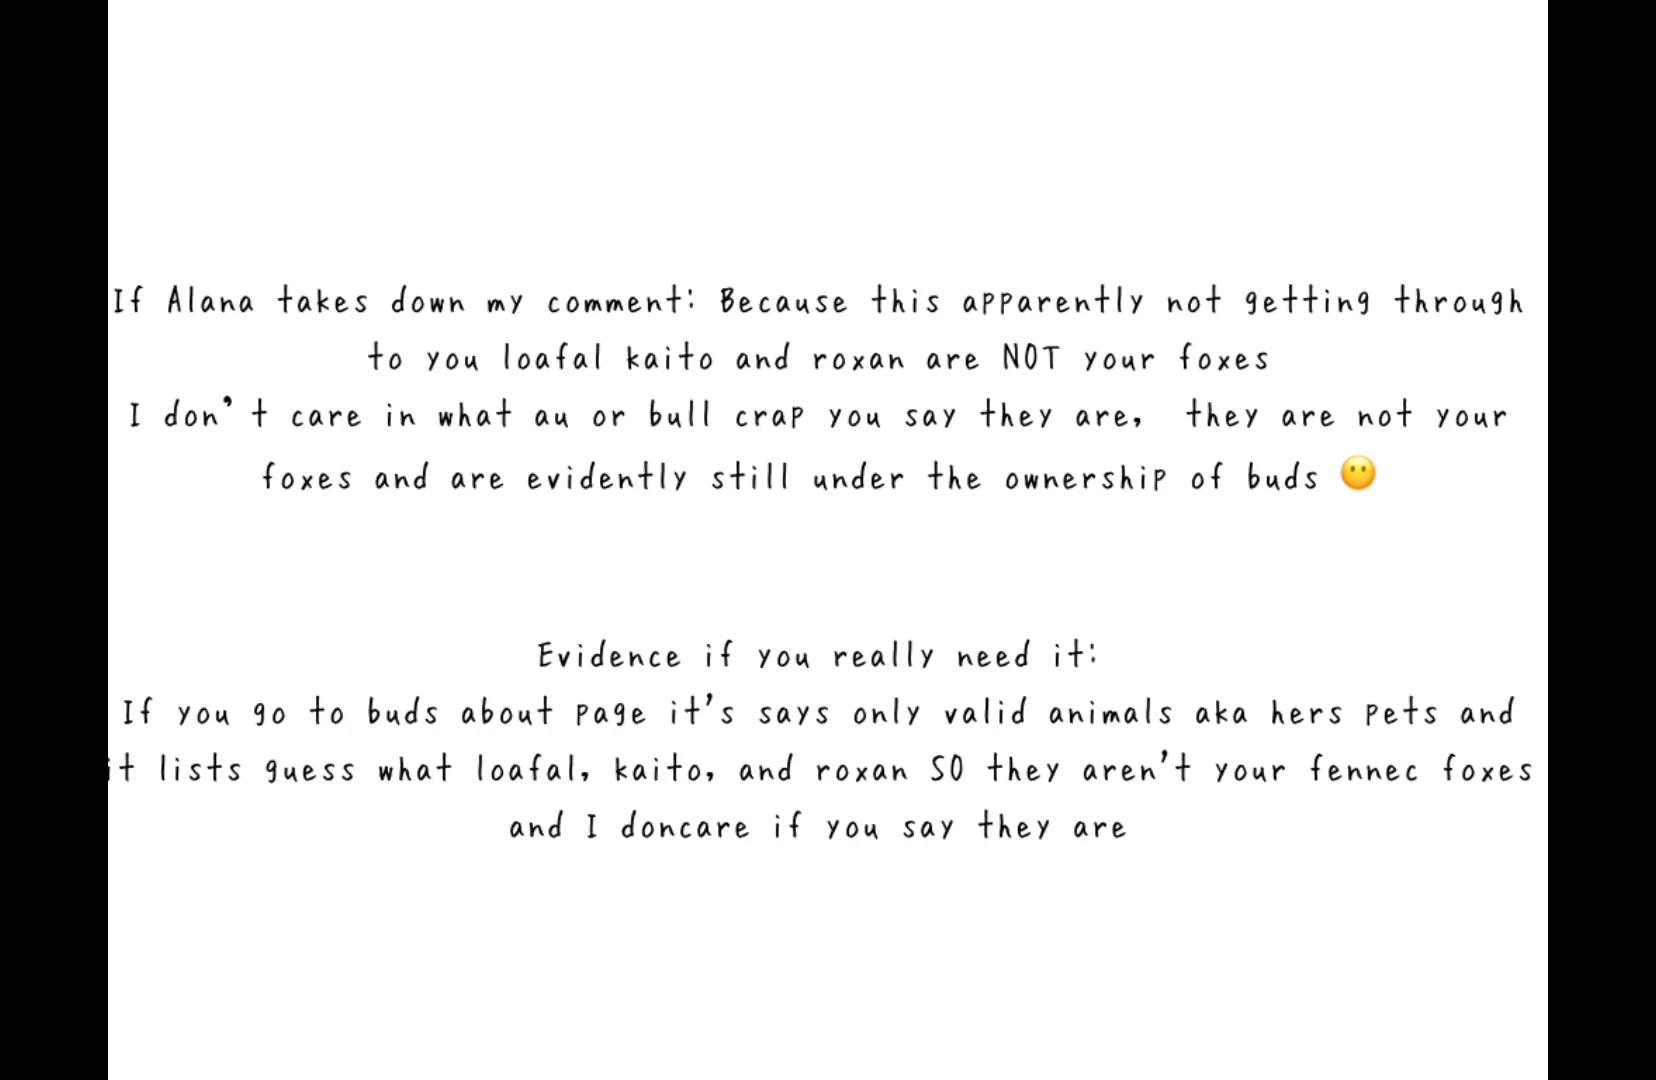 If Alana takes down my comment: Because this apparently not getting through
to you loafal kaito and roxan are NOT your foxes
I don't care in what au or bull crap you say they are, they are not your
foxes and are evidently still under the ownership of buds 😶
Evidence if you really need it:
If you go to buds about page it's says only valid animals aka hers pets and
it lists guess what loafal, kaito, and roxan SO they aren't your fennec foxes
and I doncare if you say they are